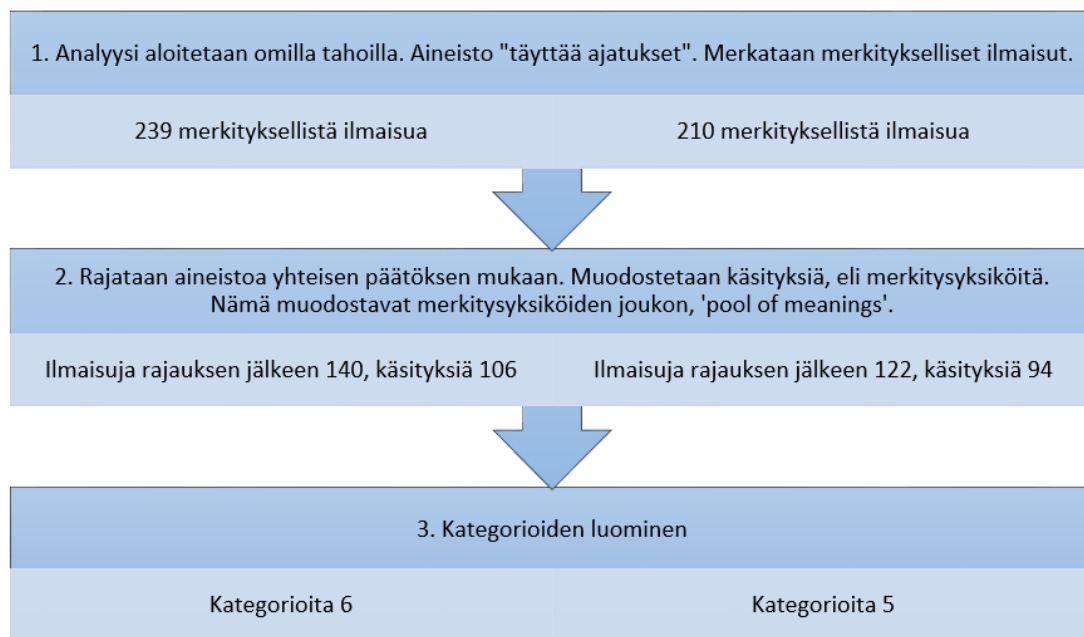 1. Analyysi aloitetaan omilla tahoilla. Aineisto "täyttää ajatukset". Merkataan merkitykselliset ilmaisut.
239 merkityksellistä ilmaisua
210 merkityksellistä ilmaisua
2. Rajataan aineistoa yhteisen päätöksen mukaan. Muodostetaan käsityksiä, eli merkitysyksiköitä.
Nämä muodostavat merkitysyksiköiden joukon, 'pool of meanings'.
Ilmaisuja rajauksen jälkeen 140, käsityksiä 106
Ilmaisuja rajauksen jälkeen 122, käsityksiä 94
3. Kategorioiden luominen
Kategorioita 6
Kategorioita 5